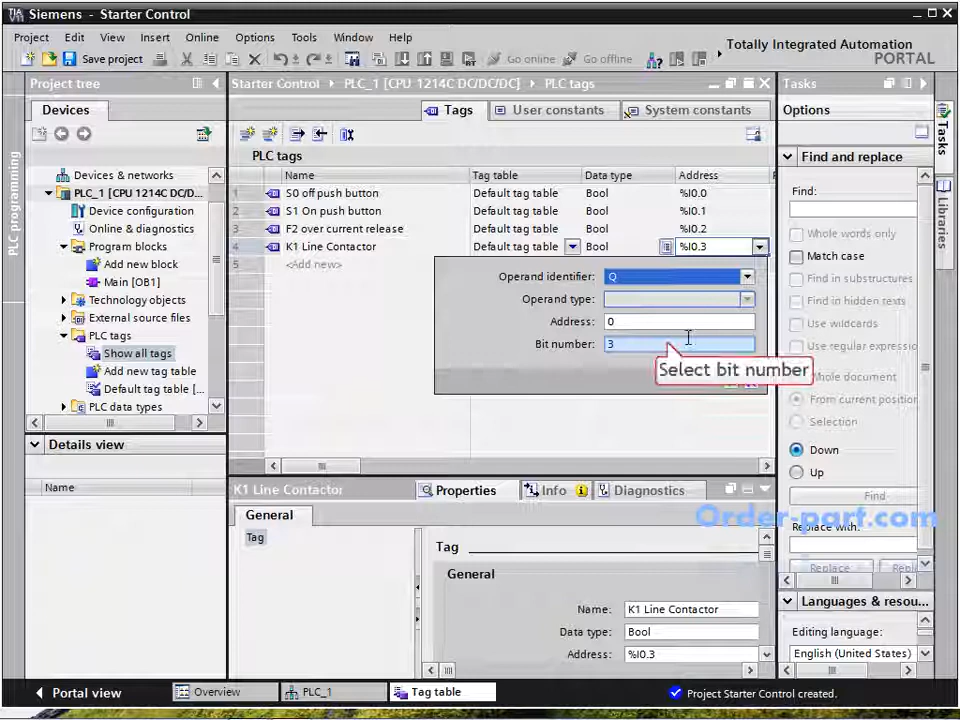 Siemens - Starter Control
Project Edit View Insert Online Options Tools Window Help
Totally Integrated Automation
PORTAL
Save project
Go online
Go offline
Project tree
Starter Control
PLC_1 [CPU 1214C DC/DC/DC]
PLC tags
Tasks
Devices
Tags
User constants
System constants
Options
PLC programming
Tasks
Libraries
PLC tags
Find and replace
Devices & networks
PLC_1 [CPU 1214C DC/D...
Device configuration
Online & diagnostics
Program blocks
Add new block
Main [OB1]
Technology objects
External source files
PLC tags
Show all tags
Add new tag table
Default tag table [...
PLC data types
Name Tag table Data type Address
1 S0 off push button Default tag table Bool %I0.0
2 S1 On push button Default tag table Bool %I0.1
3 F2 over current release Default tag table Bool %I0.2
4 K1 Line Contactor Default tag table Bool %I0.3
5 <Add new>
Operand identifier: Q
Operand type:
Address: 0
Bit number: 3
Select bit number
Find:
Whole words only
Match case
Find in substructures
Find in hidden texts
Use wildcards
Use regular expressio
Whole document
From current position
Selection
Down
Up
Find
Order-part.com
Replace with:
Replace
Details view
Name
K1 Line Contactor
Properties
Info
Diagnostics
General
Tag
Tag
General
Name: K1 Line Contactor
Data type: Bool
Address: %I0.3
Languages & resou...
Editing language:
English (United States)
Portal view
Overview
PLC_1
Tag table
Project Starter Control created.